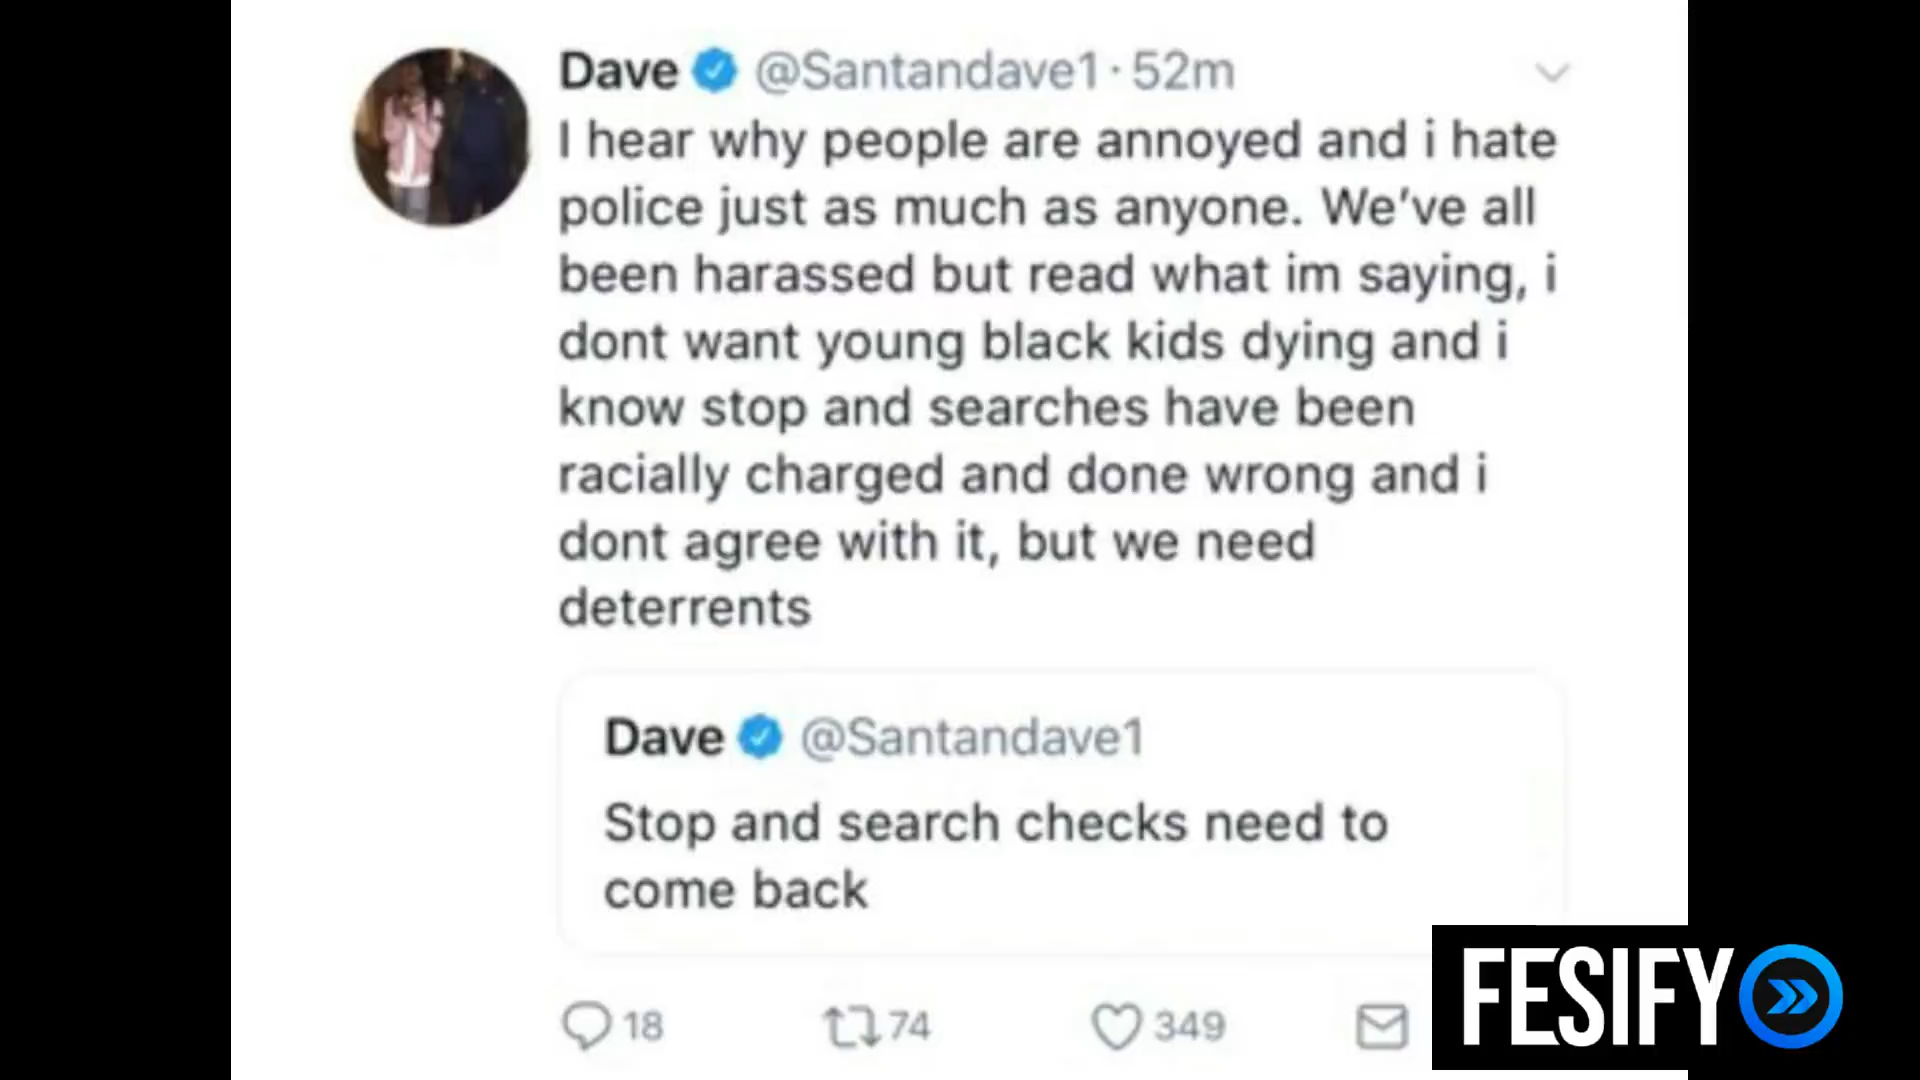 Dave @Santandave1 · 52m
I hear why people are annoyed and i hate
police just as much as anyone. We've all
been harassed but read what im saying, i
dont want young black kids dying and i
know stop and searches have been
racially charged and done wrong and i
dont agree with it, but we need
deterrents
Dave @Santandave1
Stop and search checks need to
come back
18 74 349
FESIFY